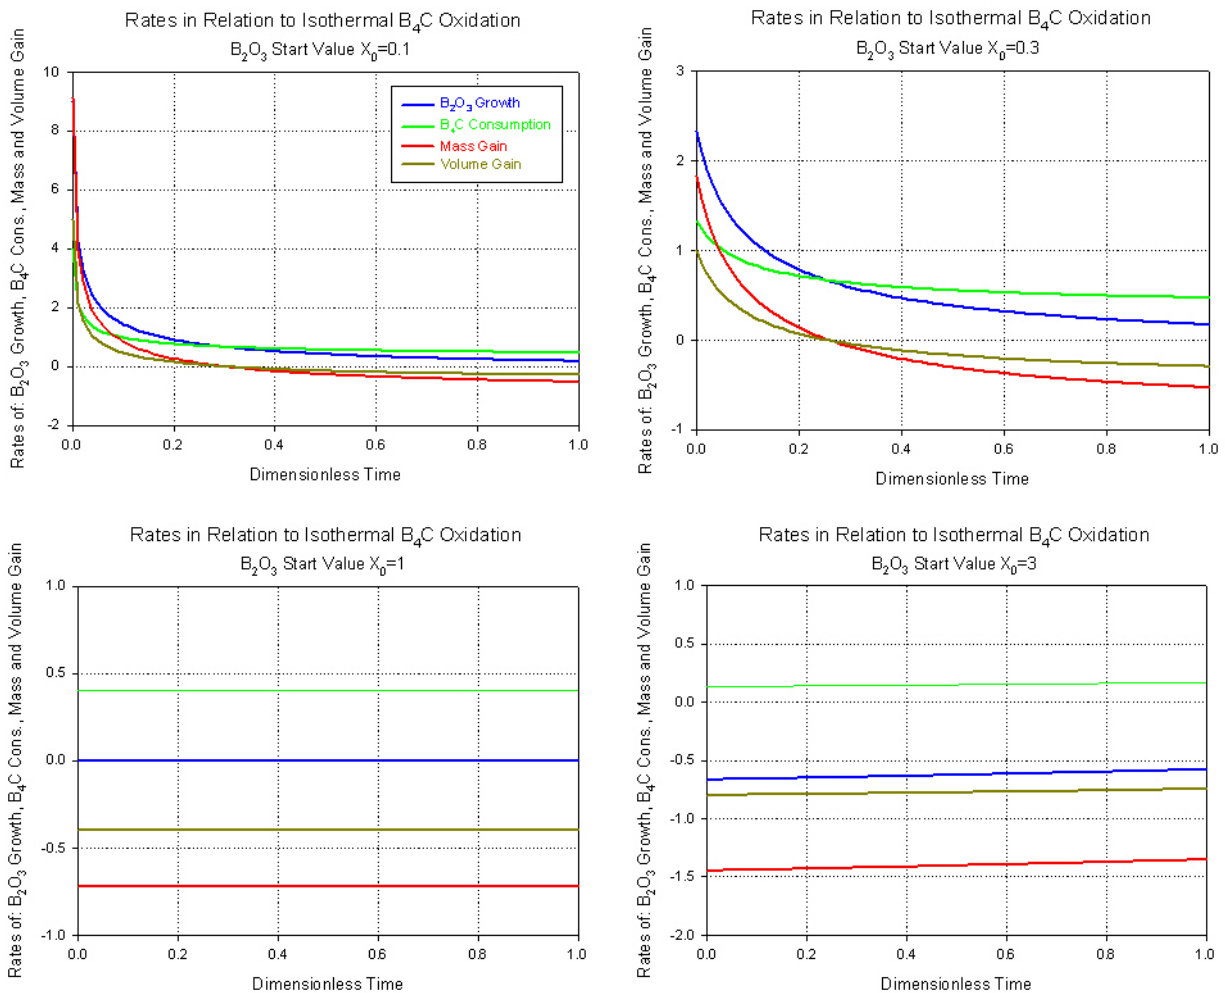 Rates in Relation to Isothermal B₄C Oxidation
B₂O₃ Start Value X₀=0.1
Rates of: B₂O₃ Growth, B₄C Cons., Mass and Volume Gain
10
8
6
4
2
0
-2
B₂O₃ Growth
B₄C Consumption
Mass Gain
Volume Gain
0.0 0.2 0.4 0.6 0.8 1.0
Dimensionless Time
Rates in Relation to Isothermal B₄C Oxidation
B₂O₃ Start Value X₀=0.3
Rates of: B₂O₃ Growth, B₄C Cons., Mass and Volume Gain
3
2
1
0
-1
0.0 0.2 0.4 0.6 0.8 1.0
Dimensionless Time
Rates in Relation to Isothermal B₄C Oxidation
B₂O₃ Start Value X₀=1
Rates of: B₂O₃ Growth, B₄C Cons., Mass and Volume Gain
1.0
0.5
0.0
-0.5
-1.0
0.0 0.2 0.4 0.6 0.8 1.0
Dimensionless Time
Rates in Relation to Isothermal B₄C Oxidation
B₂O₃ Start Value X₀=3
Rates of: B₂O₃ Growth, B₄C Cons., Mass and Volume Gain
1.0
0.5
0.0
-0.5
-1.0
-1.5
-2.0
0.0 0.2 0.4 0.6 0.8 1.0
Dimensionless Time